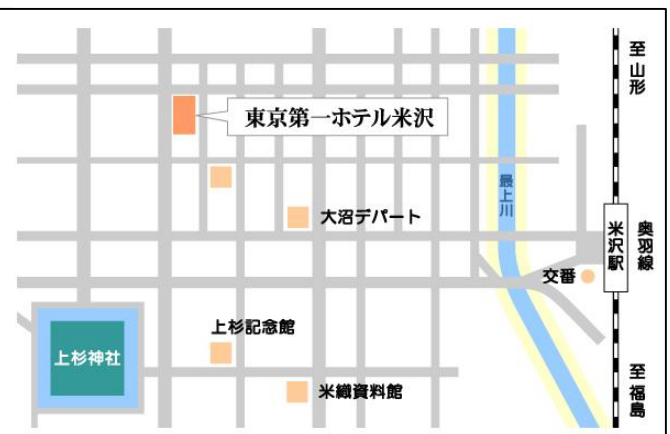 至山形
東京第一ホテル米沢
最上川
大沼デパート
米沢駅
奥羽線
交番
上杉記念館
上杉神社
米織資料館
至福島